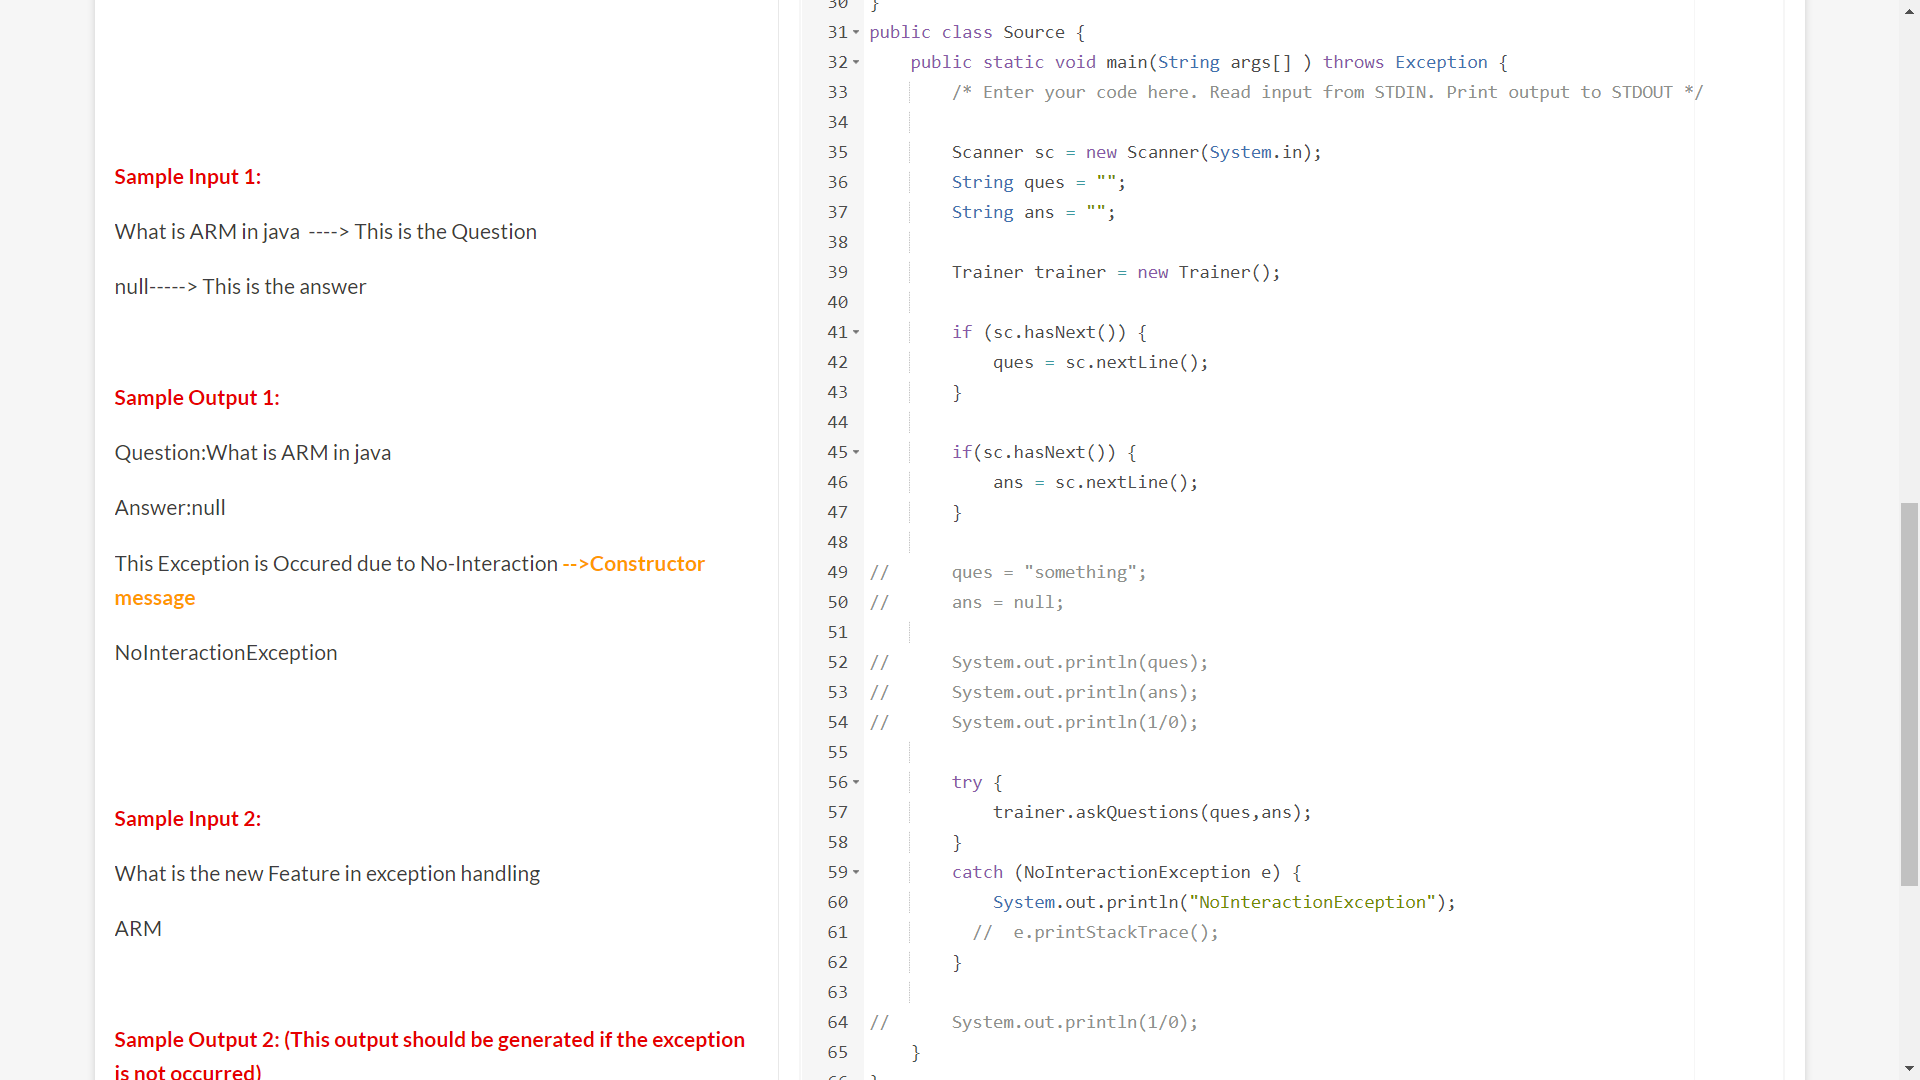 Sample Input 1:
What is ARM in java  ----> This is the Question
null-----> This is the answer
Sample Output 1:
Question:What is ARM in java
Answer:null
This Exception is Occured due to No-Interaction -->Constructor
message
NoInteractionException
Sample Input 2:
What is the new Feature in exception handling
ARM
Sample Output 2: (This output should be generated if the exception
is not occurred)
30 }
31 public class Source {
32     public static void main(String args[] ) throws Exception {
33         /* Enter your code here. Read input from STDIN. Print output to STDOUT */
34
35         Scanner sc = new Scanner(System.in);
36         String ques = "";
37         String ans = "";
38
39         Trainer trainer = new Trainer();
40
41         if (sc.hasNext()) {
42             ques = sc.nextLine();
43         }
44
45         if(sc.hasNext()) {
46             ans = sc.nextLine();
47         }
48
49 //      ques = "something";
50 //      ans = null;
51
52 //      System.out.println(ques);
53 //      System.out.println(ans);
54 //      System.out.println(1/0);
55
56         try {
57             trainer.askQuestions(ques,ans);
58         }
59         catch (NoInteractionException e) {
60             System.out.println("NoInteractionException");
61           //  e.printStackTrace();
62         }
63
64 //      System.out.println(1/0);
65     }
66 }